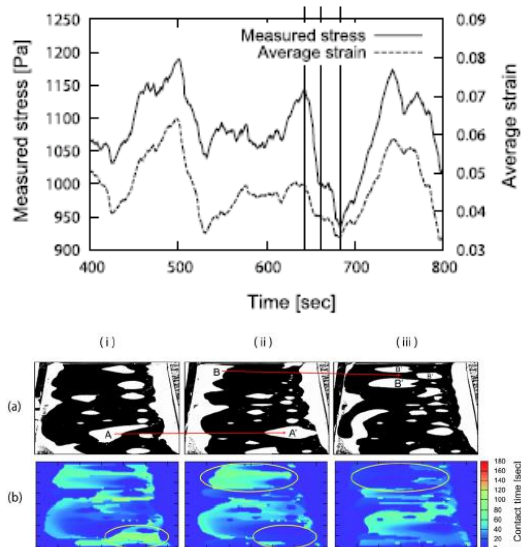 Measured stress
Average strain
Measured stress [Pa]
1250
1200
1150
1100
1050
1000
950
900
0.09
0.08
0.07
0.06
0.05
0.04
0.03
Average strain
400 500 600 700 800
Time [sec]
( i ) ( ii ) ( iii )
(a)
A
B
A'
B'
(b)
180
160
140
120
100
80
60
40
20
0
Contact time [sec]